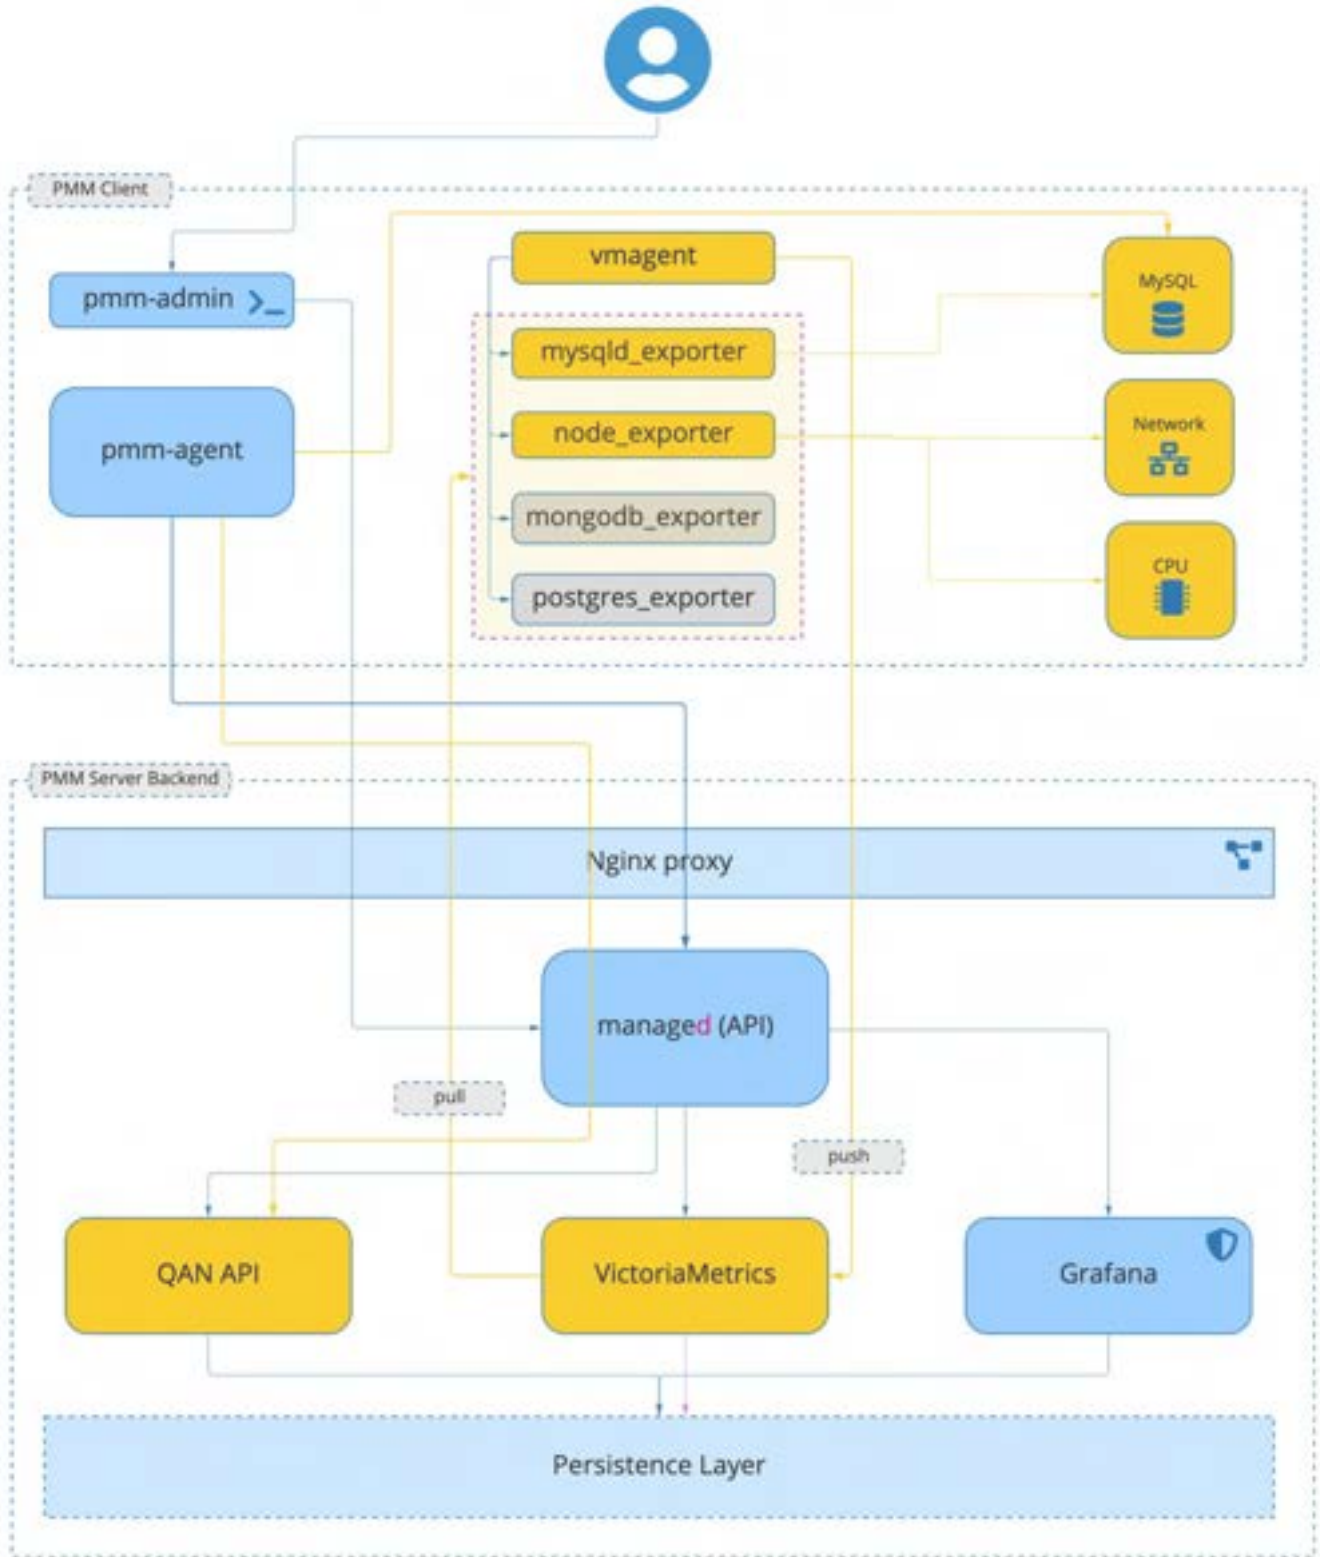 PMM Client
pmm-admin
vmagent
MySQL
mysqld_exporter
pmm-agent
node_exporter
Network
mongodb_exporter
CPU
postgres_exporter
PMM Server Backend
Nginx proxy
managed (API)
pull
push
QAN API
VictoriaMetrics
Grafana
Persistence Layer